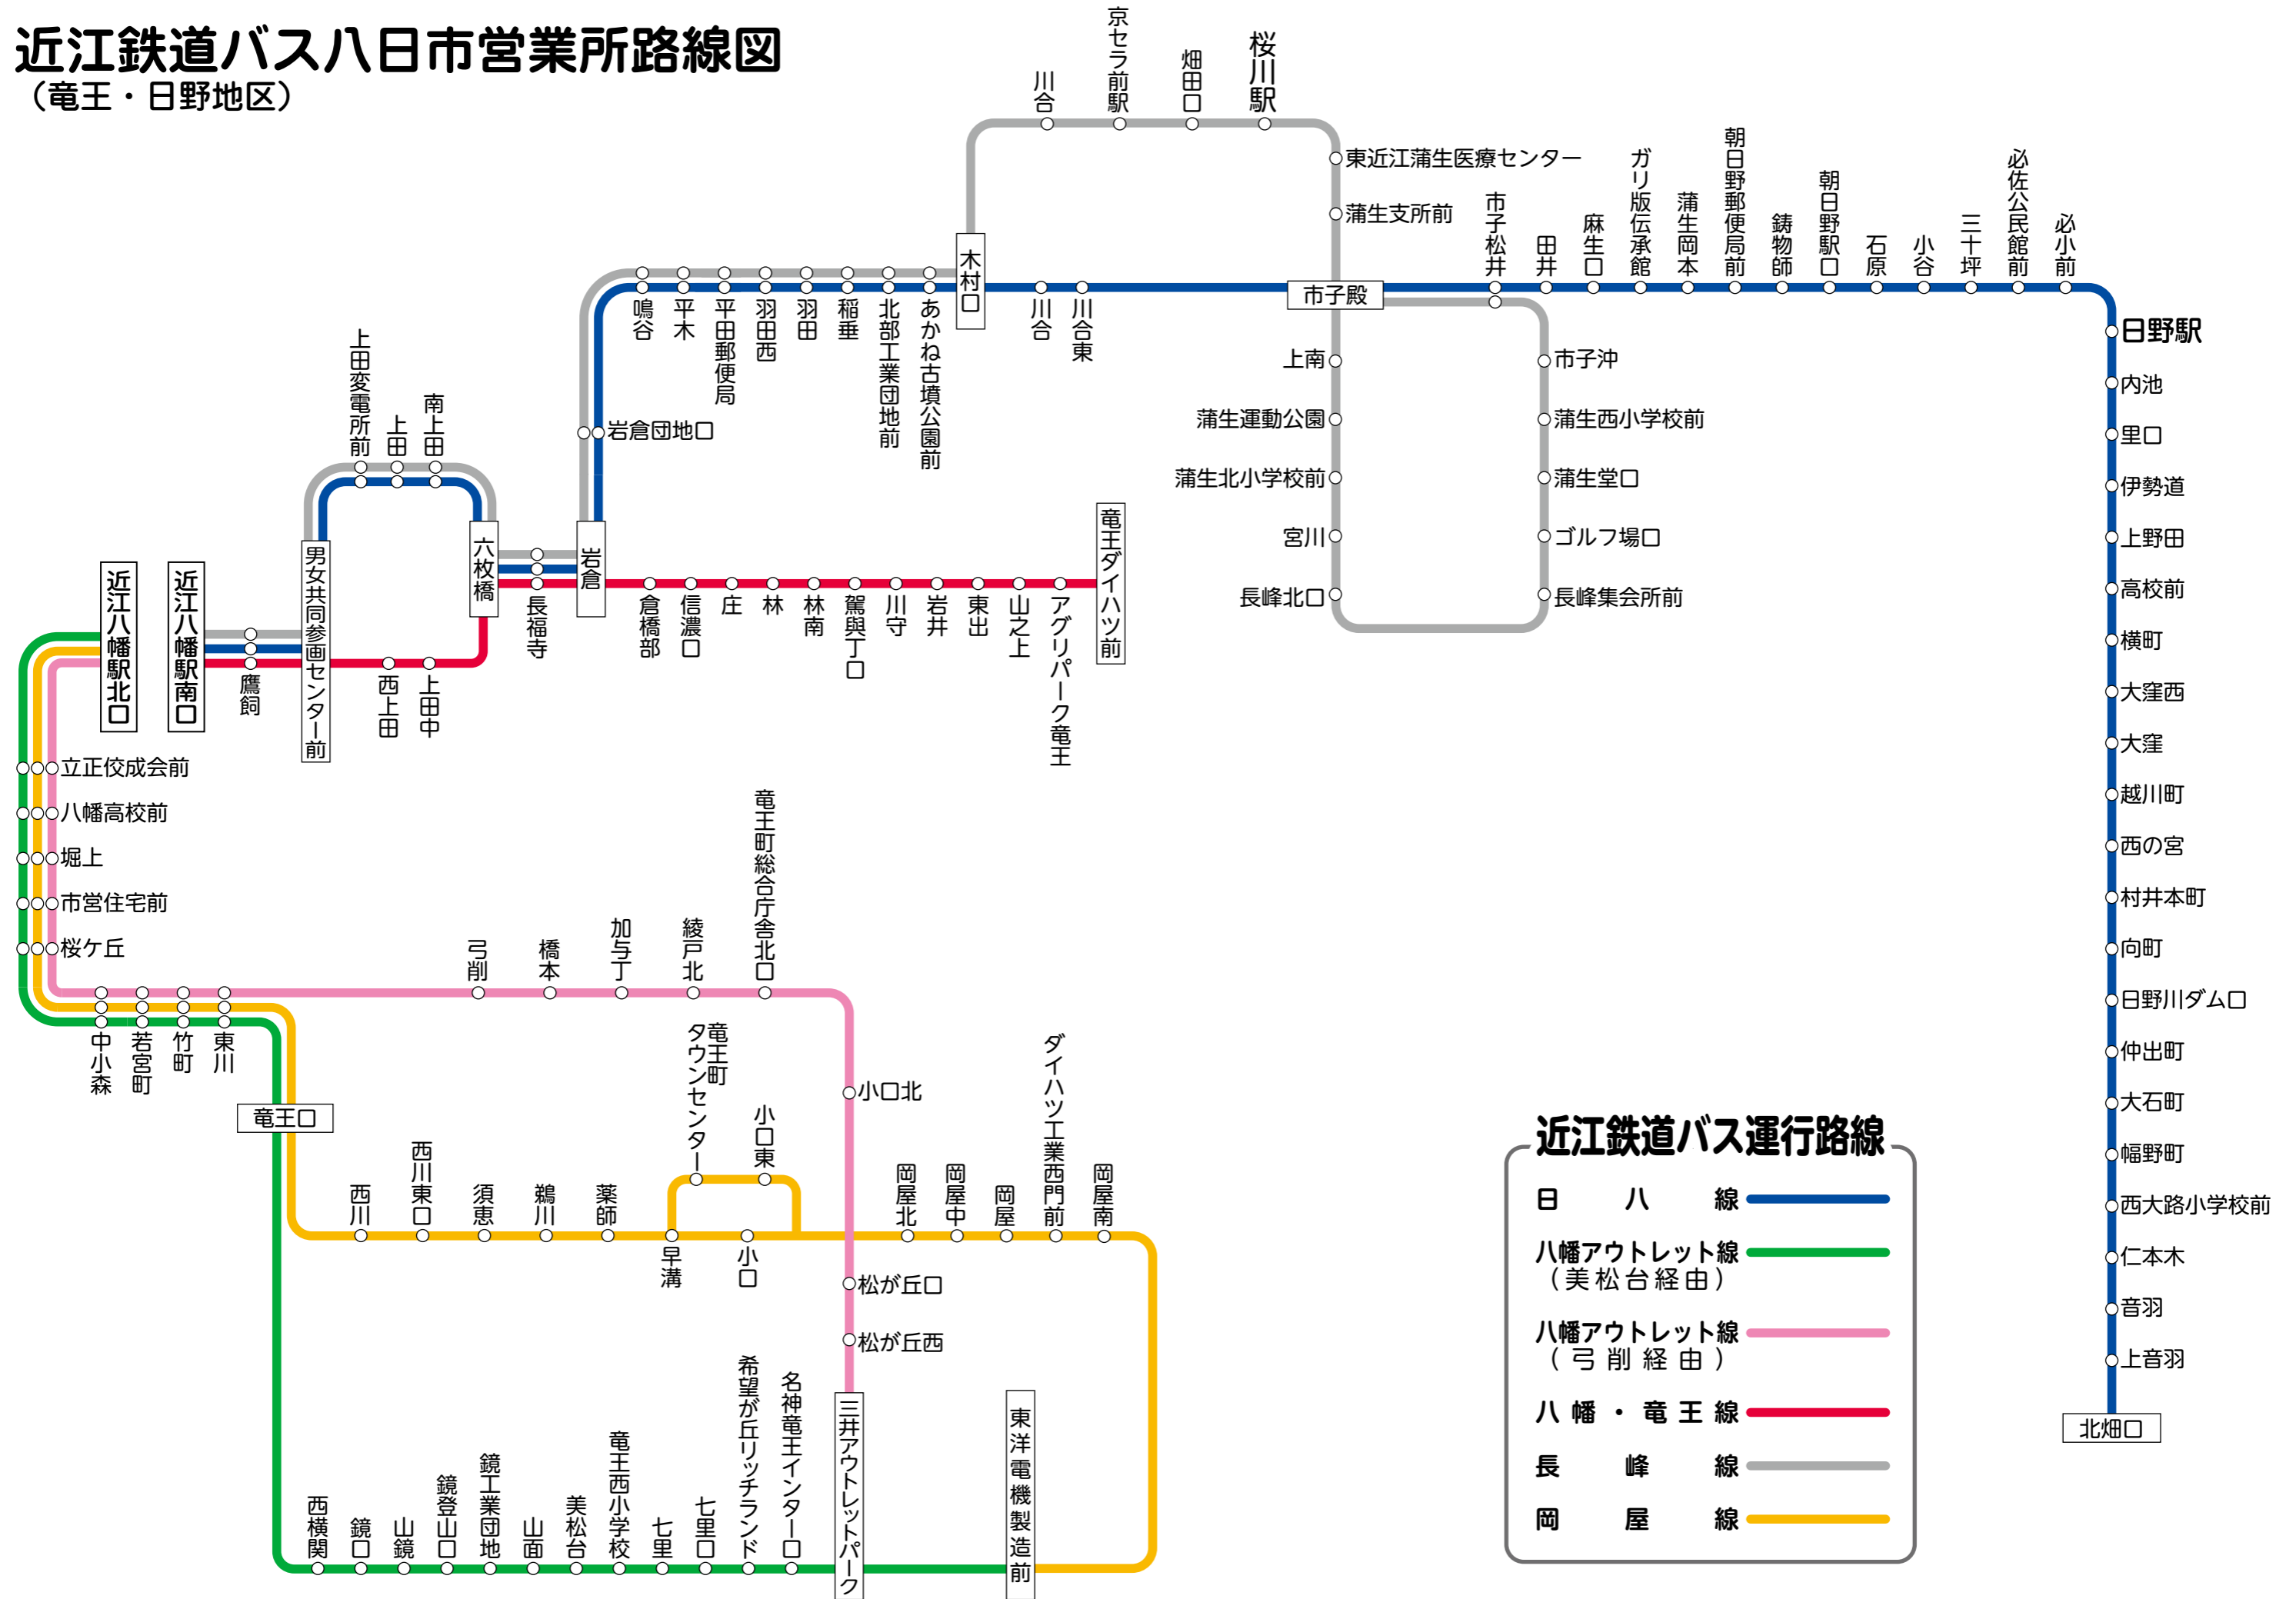 近江鉄道バス八日市営業所路線図
（竜王・日野地区）
川合
京セラ前駅
畑田口
桜川駅
東近江蒲生医療センター
蒲生支所前
市子松井
田井
麻生口
ガリ版伝承館
蒲生岡本
朝日野郵便局前
鋳物師
朝日野駅口
石原
小谷
三十坪
必佐公民館前
必小前
木村口
市子殿
鳴谷
平木
平田郵便局
羽田西
羽田
稲垂
北部工業団地前
あかね古墳公園前
川合
川合東
岩倉団地口
上田変電所前
上田
南上田
上南
蒲生運動公園
蒲生北小学校前
宮川
長峰北口
市子沖
蒲生西小学校前
蒲生堂口
ゴルフ場口
長峰集会所前
日野駅
内池
里口
伊勢道
上野田
高校前
横町
大窪西
大窪
越川町
西の宮
村井本町
向町
日野川ダム口
仲出町
大石町
幅野町
西大路小学校前
仁本木
音羽
上音羽
北畑口
近江八幡駅北口
近江八幡駅南口
鷹飼
男女共同参画センター前
西上田
上田中
六枚橋
長福寺
岩倉
倉橋部
信濃口
庄
林
林南
駕輿丁口
川守
岩井
東出
山之上
アグリパーク竜王
竜王ダイハツ前
立正佼成会前
八幡高校前
堀上
市営住宅前
桜ケ丘
中小森
若宮町
竹町
東川
弓削
橋本
加与丁
綾戸北
竜王町総合庁舎北口
小口北
松が丘口
松が丘西
竜王口
西川
西川東口
須恵
鵜川
薬師
早溝
竜王町
タウンセンター
小口東
小口
岡屋北
岡屋中
岡屋
ダイハツ工業西門前
岡屋南
西横関
鏡口
山鏡
鏡登山口
鏡工業団地
山面
美松台
竜王西小学校
七里
七里口
希望が丘リッチランド
名神竜王インター口
三井アウトレットパーク
東洋電機製造前
近江鉄道バス運行路線
日八線
八幡アウトレット線
（美松台経由）
八幡アウトレット線
（弓削経由）
八幡・竜王線
長峰線
岡屋線